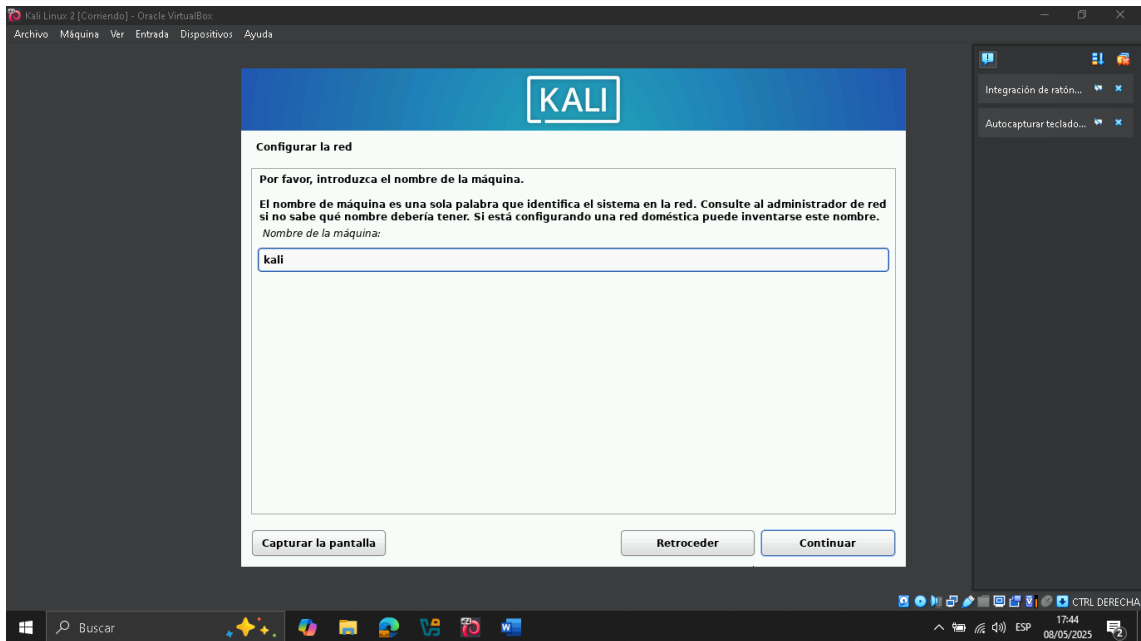 Kali Linux 2 [Corriendo] - Oracle VirtualBox
Archivo Máquina Ver Entrada Dispositivos Ayuda
KALI
Integración de ratón...
Autocapturar teclado...
Configurar la red
Por favor, introduzca el nombre de la máquina.
El nombre de máquina es una sola palabra que identifica el sistema en la red. Consulte al administrador de red
si no sabe qué nombre debería tener. Si está configurando una red doméstica puede inventarse este nombre.
Nombre de la máquina:
kali
Capturar la pantalla
Retroceder
Continuar
CTRL DERECHA
Buscar
ESP
17:44
08/05/2025
2